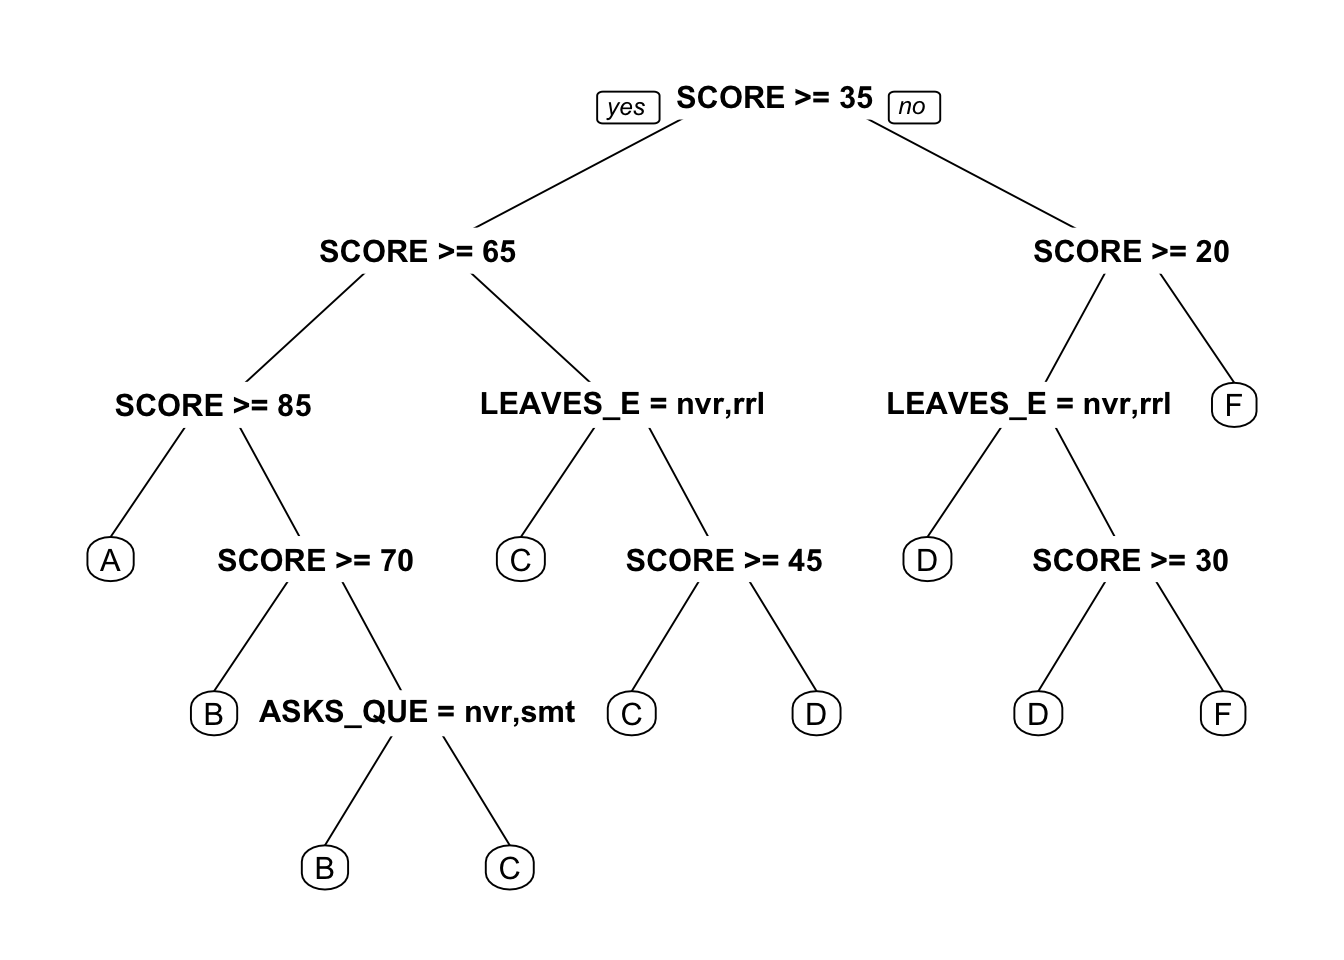 yes SCORE >= 35 no
SCORE >= 65 SCORE >= 20
SCORE >= 85 LEAVES_E = nvr,rrl LEAVES_E = nvr,rrl F
A SCORE >= 70 C SCORE >= 45 D SCORE >= 30
B ASKS_QUE = nvr,smt C D D F
B C